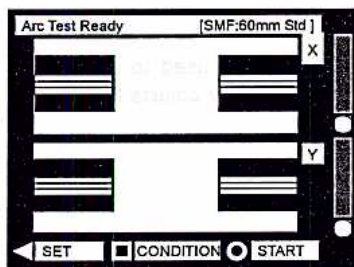 Arc Test Ready [SMF:60mm Std ]
X
Y
SET CONDITION START